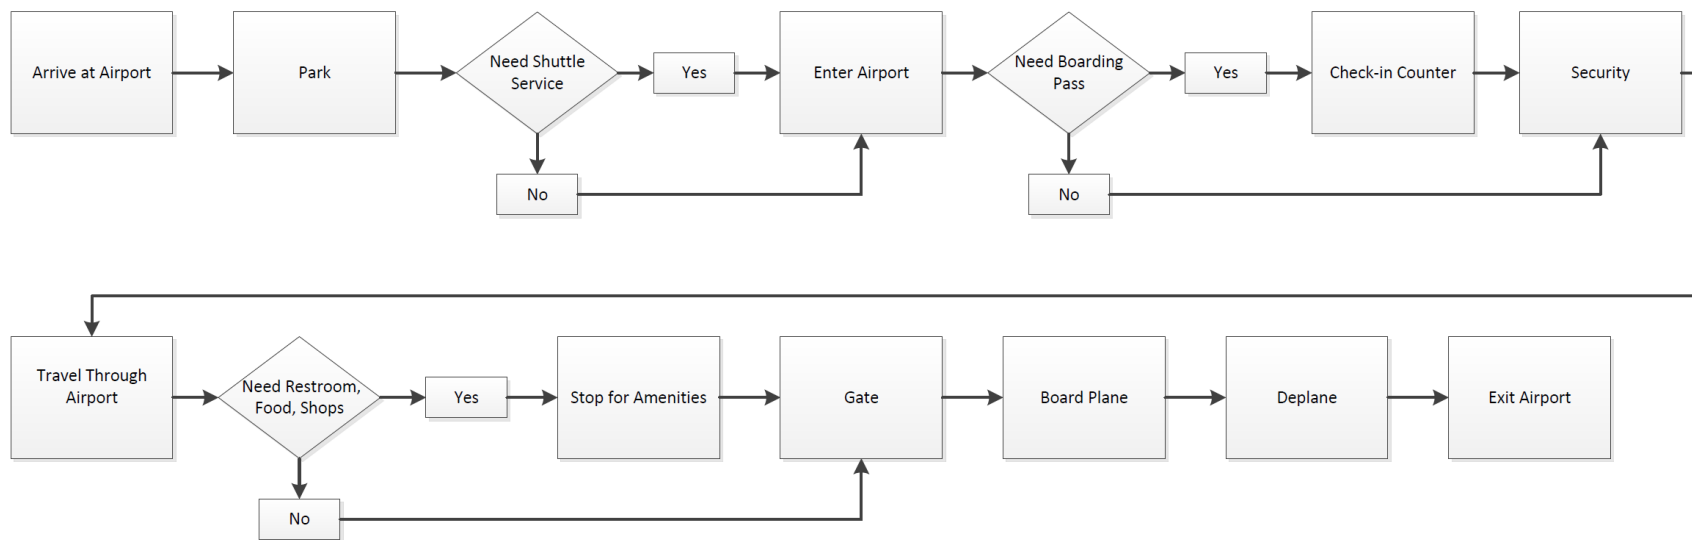 Arrive at Airport
Park
Need Shuttle
Service
Yes
Enter Airport
Need Boarding
Pass
Yes
Check-in Counter
Security
No
No
Travel Through
Airport
Need Restroom,
Food, Shops
Yes
Stop for Amenities
Gate
Board Plane
Deplane
Exit Airport
No